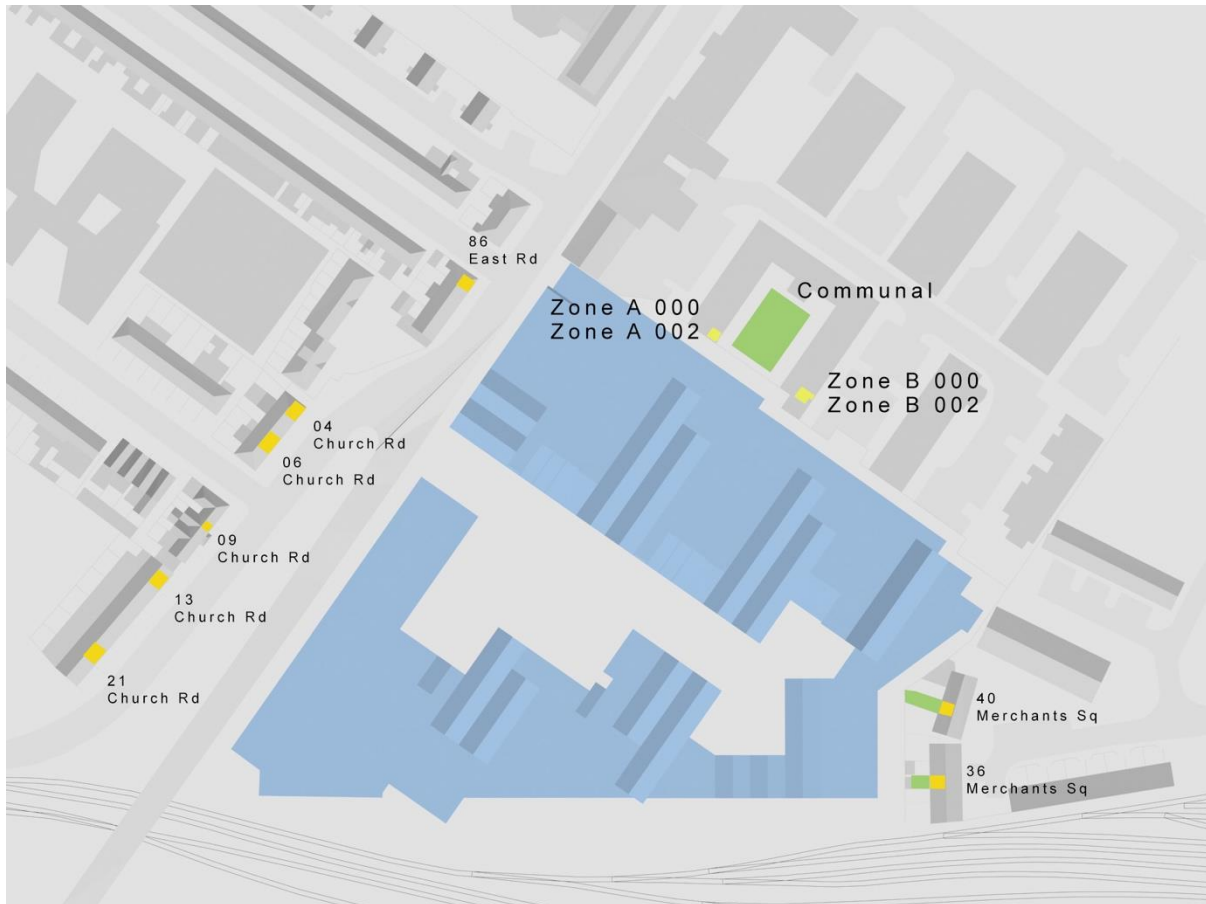 86
East Rd
Communal
Zone A 000
Zone A 002
Zone B 000
Zone B 002
04
Church Rd
06
Church Rd
09
Church Rd
13
Church Rd
21
Church Rd
40
Merchants Sq
36
Merchants Sq